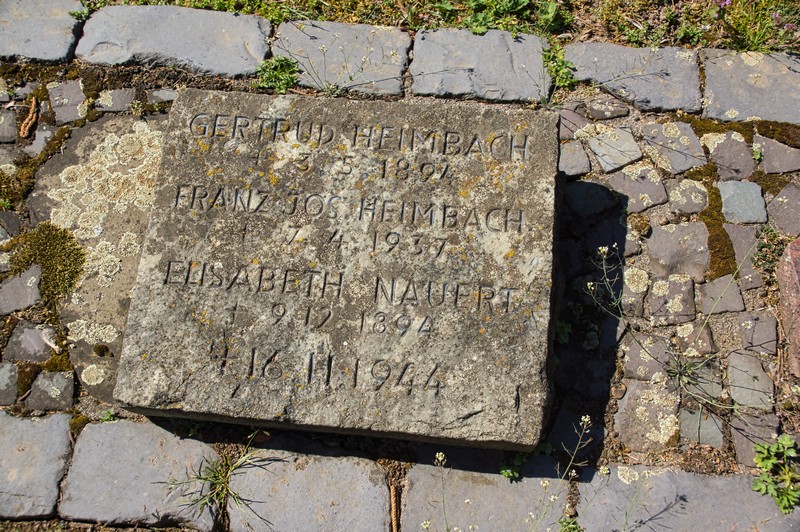 GERTRUD HEIMBACH
† 3.5.1894
FRANZ JOS HEIMBACH
† 7.4.1937
ELISABETH NAUERT
† 9.12.1894
† 16.11.1944